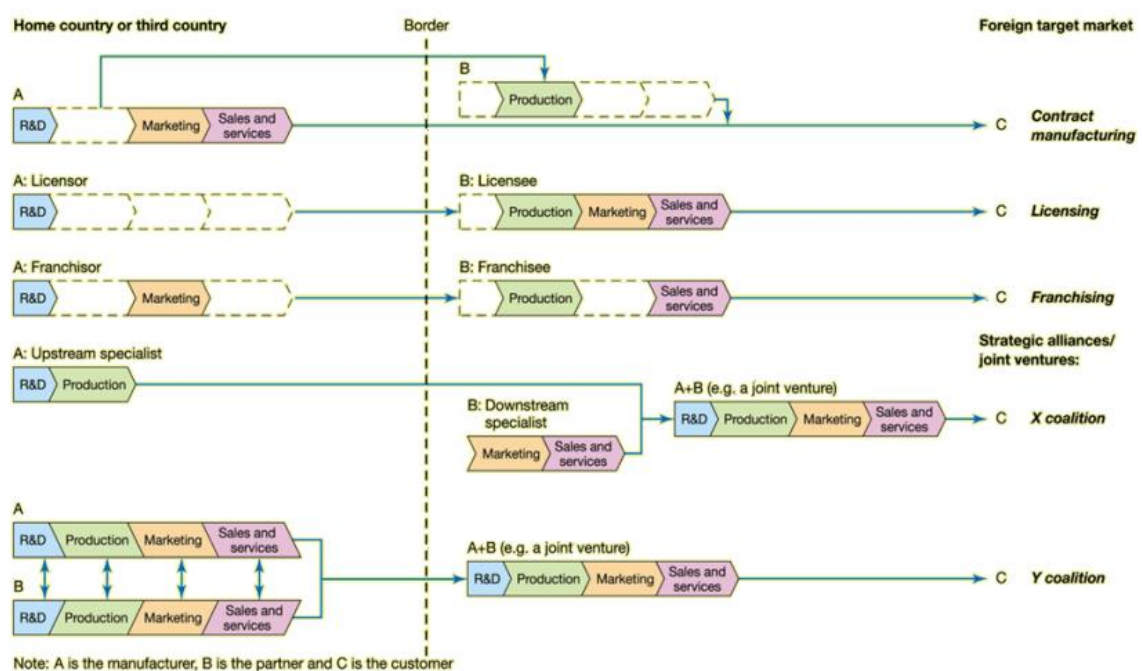 Home country or third country
Border
Foreign target market
A
R&D
Marketing
Sales and
services
B
Production
C
Contract
manufacturing
A: Licensor
R&D
B: Licensee
Production
Marketing
Sales and
services
C
Licensing
A: Franchisor
R&D
Marketing
B: Franchisee
Production
Sales and
services
C
Franchising
Strategic alliances/
joint ventures:
A: Upstream specialist
R&D
Production
B: Downstream
specialist
Marketing
Sales and
services
A+B (e.g. a joint venture)
R&D
Production
Marketing
Sales and
services
C
X coalition
A
R&D
Production
Marketing
Sales and
services
B
R&D
Production
Marketing
Sales and
services
A+B (e.g. a joint venture)
R&D
Production
Marketing
Sales and
services
C
Y coalition
Note: A is the manufacturer, B is the partner and C is the customer